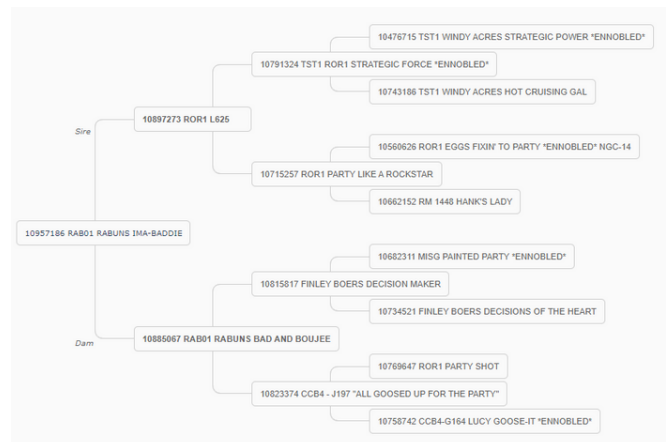 10476715 TST1 WINDY ACRES STRATEGIC POWER *ENNOBLED*
10791324 TST1 ROR1 STRATEGIC FORCE *ENNOBLED*
10743186 TST1 WINDY ACRES HOT CRUISING GAL
10897273 ROR1 L625
Sire
10560626 ROR1 EGGS FIXIN' TO PARTY *ENNOBLED* NGC-14
10715257 ROR1 PARTY LIKE A ROCKSTAR
10662152 RM 1448 HANK'S LADY
10957186 RAB01 RABUNS IMA-BADDIE
10682311 MISG PAINTED PARTY *ENNOBLED*
10815817 FINLEY BOERS DECISION MAKER
10734521 FINLEY BOERS DECISIONS OF THE HEART
10885067 RAB01 RABUNS BAD AND BOUJEE
Dam
10769647 ROR1 PARTY SHOT
10823374 CCB4 - J197 "ALL GOOSED UP FOR THE PARTY"
10758742 CCB4-G164 LUCY GOOSE-IT *ENNOBLED*